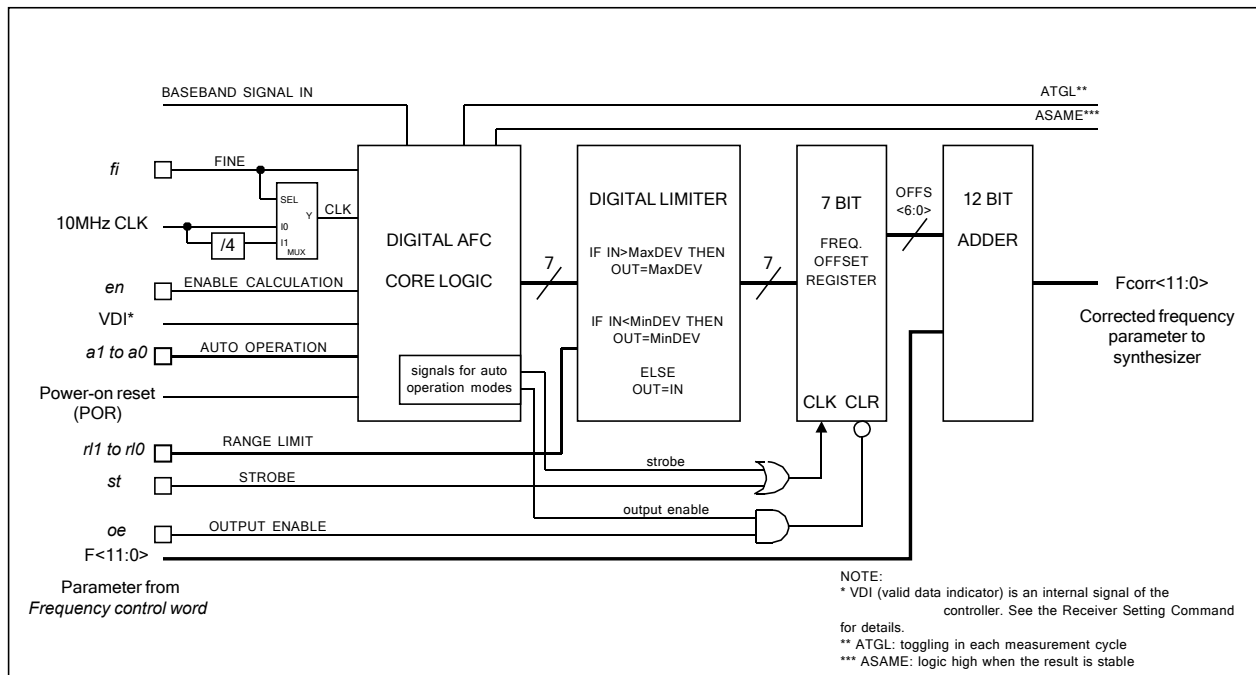 BASEBAND SIGNAL IN
ATGL**
ASAME***
fi
FINE
SEL
Y
CLK
10MHz CLK
I0
/4
I1
MUX
DIGITAL AFC
CORE LOGIC
7
DIGITAL LIMITER
IF IN>MaxDEV THEN
OUT=MaxDEV
IF IN<MinDEV THEN
OUT=MinDEV
ELSE
OUT=IN
7
7 BIT
FREQ.
OFFSET
REGISTER
CLK CLR
OFFS
<6:0>
12 BIT
ADDER
Fcorr<11:0>
Corrected frequency
parameter to
synthesizer
en
ENABLE CALCULATION
VDI*
a1 to a0
AUTO OPERATION
signals for auto
operation modes
Power-on reset
(POR)
rl1 to rl0
RANGE LIMIT
strobe
st
STROBE
output enable
oe
OUTPUT ENABLE
F<11:0>
Parameter from
Frequency control word
NOTE:
* VDI (valid data indicator) is an internal signal of the
controller. See the Receiver Setting Command
for details.
** ATGL: toggling in each measurement cycle
*** ASAME: logic high when the result is stable